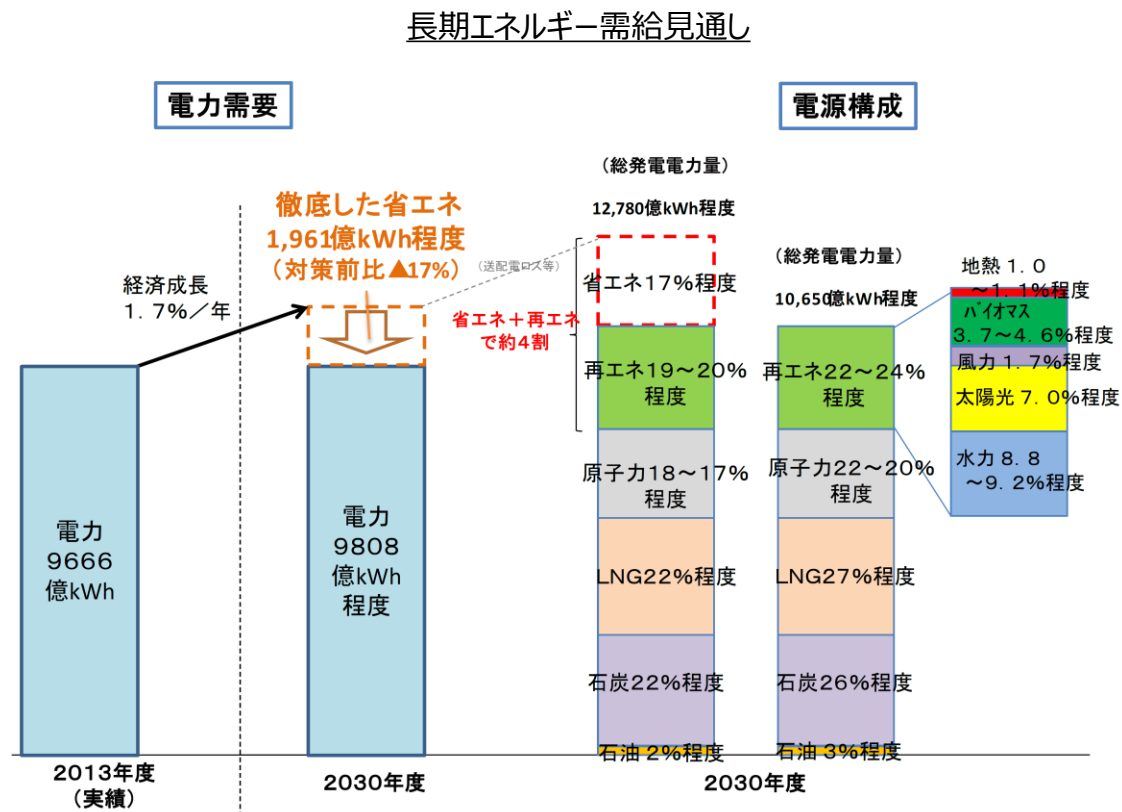 長期エネルギー需給見通し
電力需要
電源構成
徹底した省エネ
1,961億kWh程度
（対策前比▲17%）
経済成長
１．７％／年
電力
９６６６
億kWh
電力
９８０８
億kWh
程度
2013年度
（実績）
2030年度
（送配電ロス等）
省エネ＋再エネ
で約４割
（総発電電力量）
12,780億kWh程度
省エネ１７％程度
再エネ１９～２０％
程度
原子力１８～１７％
程度
LNG２２％程度
石炭２２％程度
石油２％程度
（総発電電力量）
10,650億kWh程度
再エネ２２～２４％
程度
原子力２２～２０％
程度
LNG２７％程度
石炭２６％程度
石油３％程度
2030年度
地熱１．０
～１．１％程度
バイオマス
３．７～４．６％程度
風力１．７％程度
太陽光７．０％程度
水力８．８
～９．２％程度